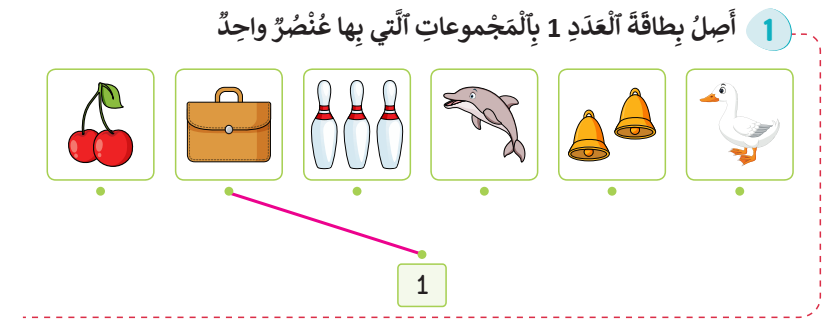 1 أَصِلُ بِطاقَةَ ٱلْعَدَدِ 1 بِٱلْمَجْموعاتِ ٱلَّتي بِها عُنْصُرٌ واحِدٌ
1